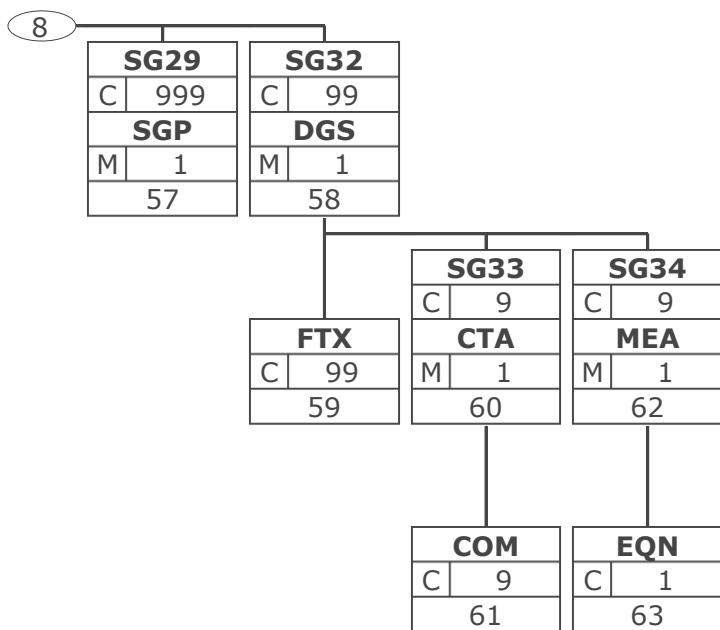 8
SG29
C 999
SGP
M 1
57
SG32
C 99
DGS
M 1
58
FTX
C 99
59
SG33
C 9
CTA
M 1
60
SG34
C 9
MEA
M 1
62
COM
C 9
61
EQN
C 1
63